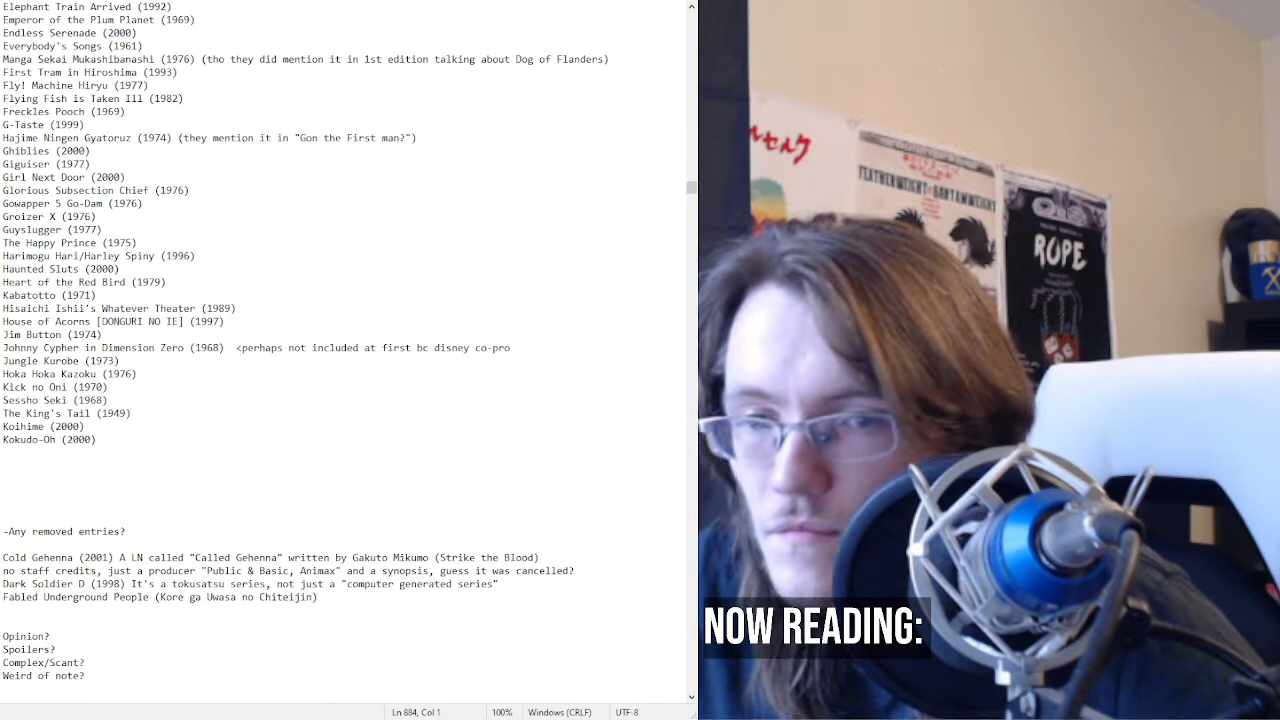 Elephant Train Arrived (1992)
Emperor of the Plum Planet (1969)
Endless Serenade (2000)
Everybody's Songs (1961)
Manga Sekai Mukashibanashi (1976) (tho they did mention it in 1st edition talking about Dog of Flanders)
First Tram in Hiroshima (1993)
Fly! Machine Hiryu (1977)
Flying Fish is Taken Ill (1982)
Freckles Pooch (1969)
G-Taste (1999)
Hajime Ningen Gyatoruz (1974) (they mention it in "Gon the First man?")
Ghiblies (2000)
Giguiser (1977)
Girl Next Door (2000)
Glorious Subsection Chief (1976)
Gowapper 5 Go-Dam (1976)
Groizer X (1976)
Guyslugger (1977)
The Happy Prince (1975)
Harimogu Hari/Harley Spiny (1996)
Haunted Sluts (2000)
Heart of the Red Bird (1979)
Kabatotto (1971)
Hisaichi Ishii's Whatever Theater (1989)
House of Acorns [DONGURI NO IE] (1997)
Jim Button (1974)
Johnny Cypher in Dimension Zero (1968)  <perhaps not included at first bc disney co-pro
Jungle Kurobe (1973)
Hoka Hoka Kazoku (1976)
Kick no Oni (1970)
Sessho Seki (1968)
The King's Tail (1949)
Koihime (2000)
Kokudo-Oh (2000)
-Any removed entries?
Cold Gehenna (2001) A LN called "Called Gehenna" written by Gakuto Mikumo (Strike the Blood)
no staff credits, just a producer "Public & Basic, Animax" and a synopsis, guess it was cancelled?
Dark Soldier D (1998) It's a tokusatsu series, not just a "computer generated series"
Fabled Underground People (Kore ga Uwasa no Chiteijin)
Opinion?
Spoilers?
Complex/Scant?
Weird of note?
Ln 884, Col 1
100%
Windows (CRLF)
UTF-8
ルセルク
FEATHERWEIGHT BANTAMWEIGHT
ROPE
NOW READING: